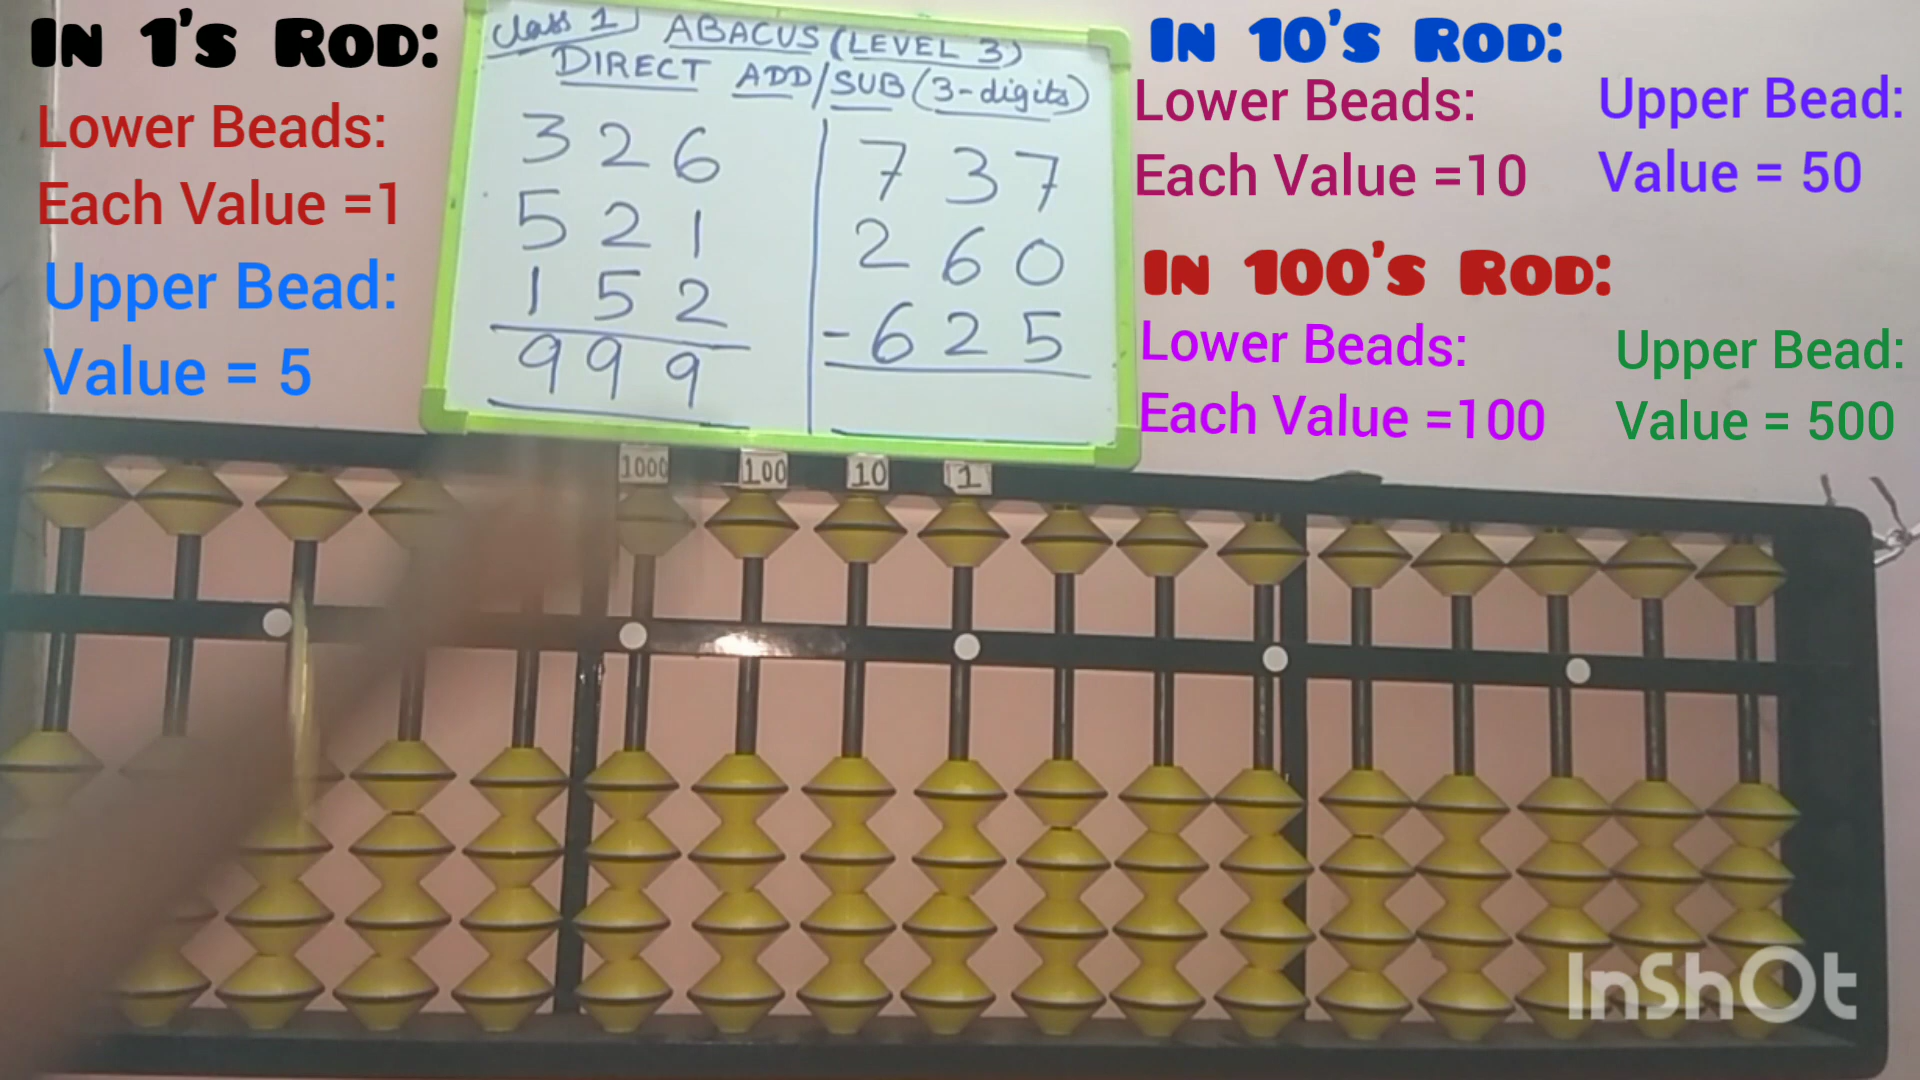 In 1's Rod:
Lower Beads:
Each Value =1
Upper Bead:
Value = 5
Class 1
ABACUS (LEVEL 3)
DIRECT ADD/SUB (3-digits)
326
521
152
999
737
260
-625
In 10's Rod:
Lower Beads:
Each Value =10
Upper Bead:
Value = 50
In 100's Rod:
Lower Beads:
Each Value =100
Upper Bead:
Value = 500
1000 100 10 1
InShOt